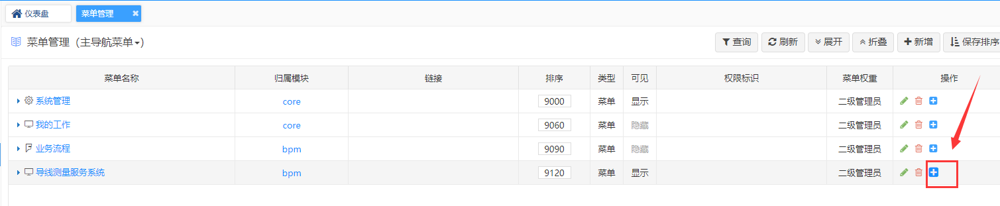 仪表盘 菜单管理
菜单管理（主导航菜单） 查询 刷新 展开 折叠 新增 保存排序
菜单名称 归属模块 链接 排序 类型 可见 权限标识 菜单权重 操作
系统管理 core 9000 菜单 显示 二级管理员
我的工作 core 9060 菜单 隐藏 二级管理员
业务流程 bpm 9090 菜单 隐藏 二级管理员
导线测量服务系统 bpm 9120 菜单 显示 二级管理员